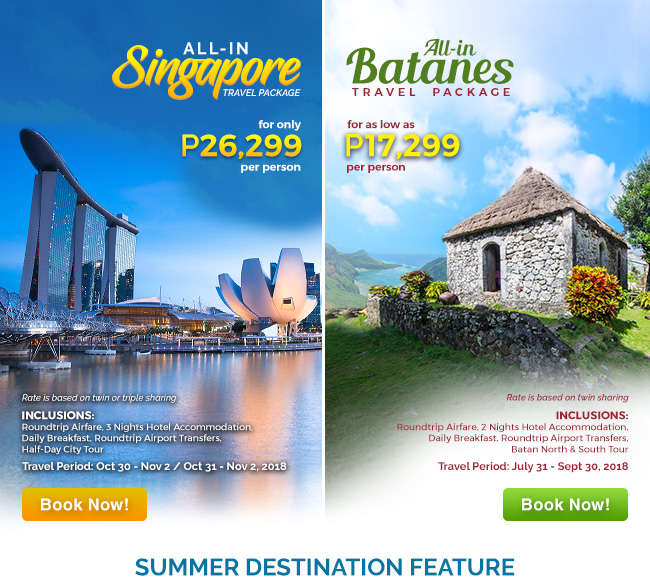 ALL-IN
Singapore
TRAVEL PACKAGE
for only
P26,299
per person
Rate is based on twin or triple sharing
INCLUSIONS:
Roundtrip Airfare, 3 Nights Hotel Accommodation,
Daily Breakfast, Roundtrip Airport Transfers,
Half-Day City Tour
Travel Period: Oct 30 - Nov 2 / Oct 31 - Nov 2, 2018
Book Now!
All-in
Batanes
TRAVEL PACKAGE
for as low as
P17,299
per person
Rate is based on twin sharing
INCLUSIONS:
Roundtrip Airfare, 2 Nights Hotel Accommodation,
Daily Breakfast, Roundtrip Airport Transfers,
Batan North & South Tour
Travel Period: July 31 - Sept 30, 2018
Book Now!
SUMMER DESTINATION FEATURE